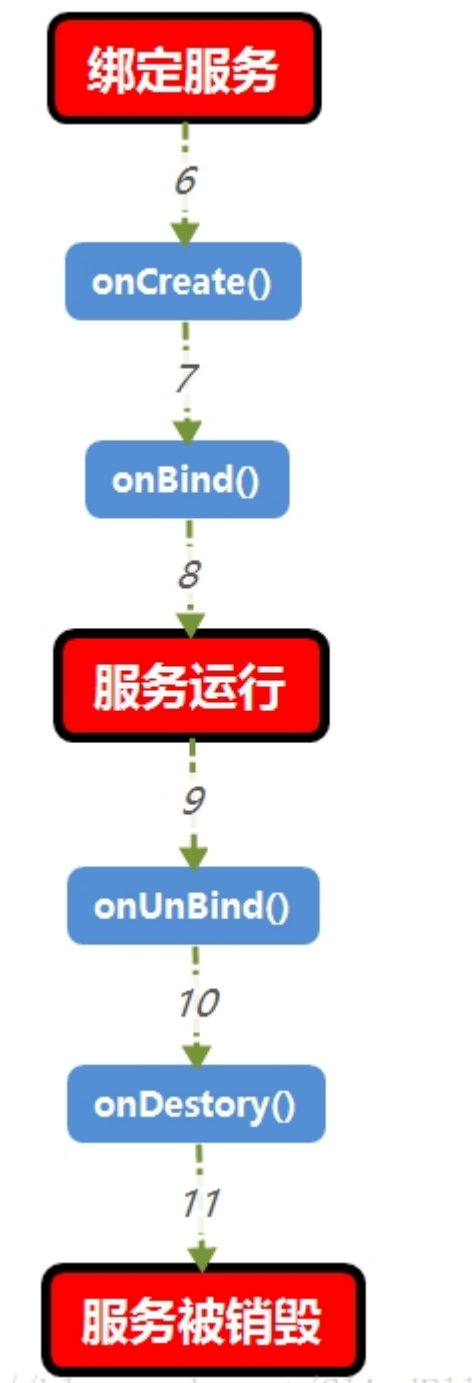 绑定服务
6
onCreate()
7
onBind()
8
服务运行
9
onUnBind()
10
onDestory()
11
服务被销毁